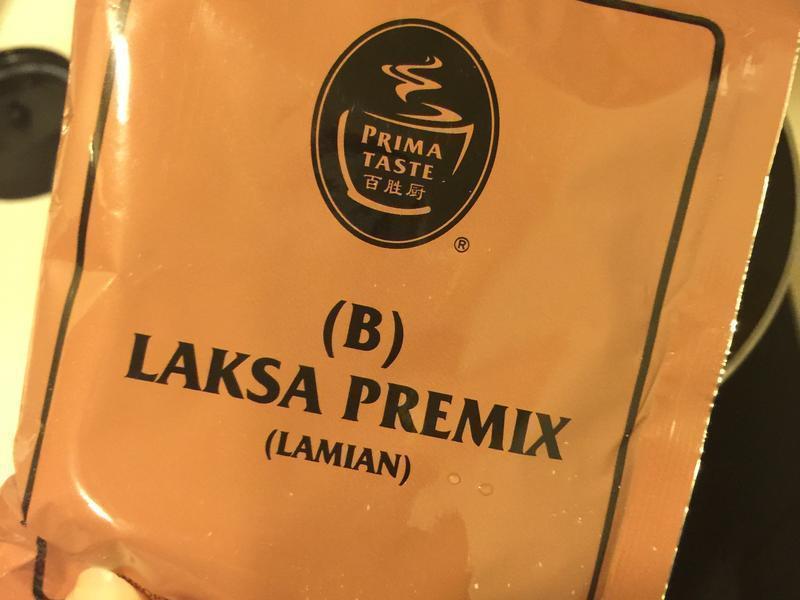 PRIMA
TASTE
百胜厨
®
(B)
LAKSA PREMIX
(LAMIAN)